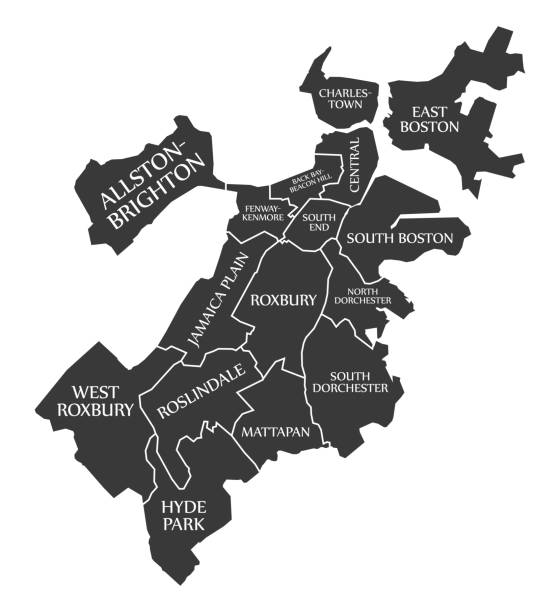 CHARLES-
TOWN
EAST
BOSTON
ALLSTON-
BRIGHTON
CENTRAL
BACK BAY-
BEACON HILL
FENWAY-
KENMORE
SOUTH
END
SOUTH BOSTON
JAMAICA PLAIN
ROXBURY
NORTH
DORCHESTER
WEST
ROXBURY
ROSLINDALE
SOUTH
DORCHESTER
MATTAPAN
HYDE
PARK